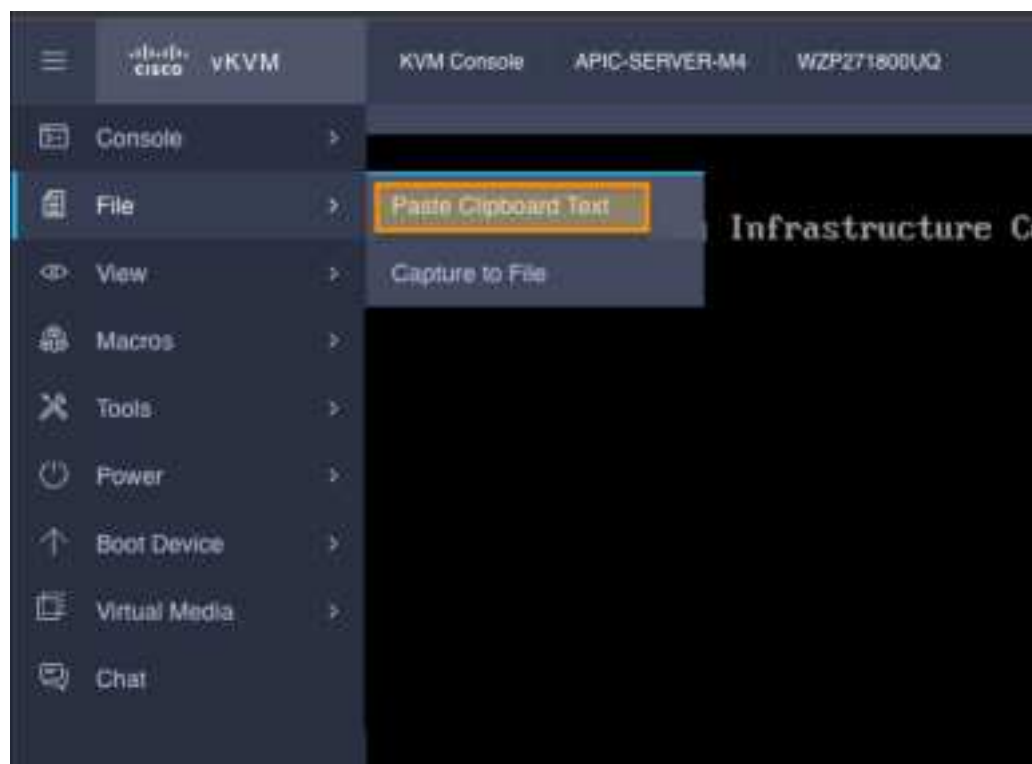 cisco vKVM KVM Console APIC-SERVER-M4 WZP271800UQ
Console
File
Paste Clipboard Text
Infrastructure C
View
Capture to File
Macros
Tools
Power
Boot Device
Virtual Media
Chat